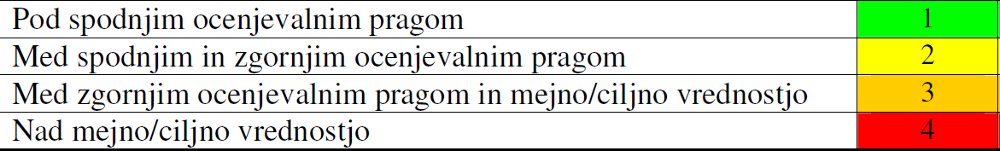 Pod spodnjim ocenjevalnim pragom 1
Med spodnjim in zgornjim ocenjevalnim pragom 2
Med zgornjim ocenjevalnim pragom in mejno/ciljno vrednostjo 3
Nad mejno/ciljno vrednostjo 4